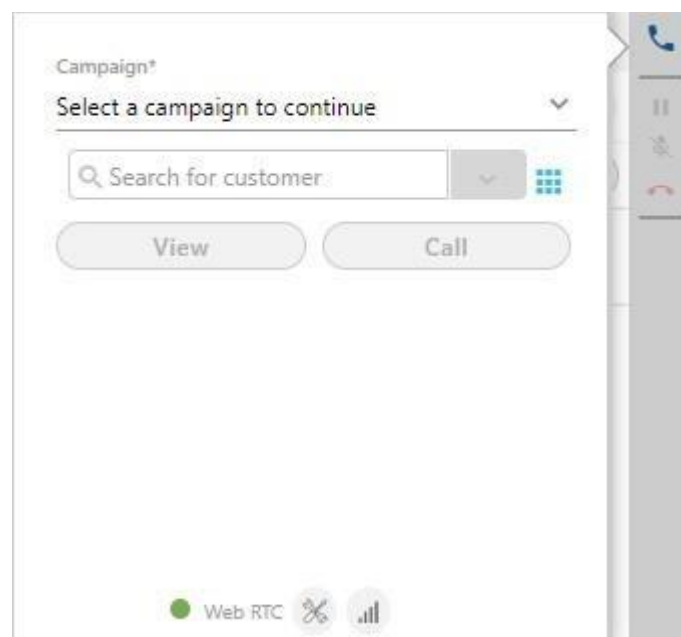 Campaign*
Select a campaign to continue
Search for customer
View
Call
Web RTC